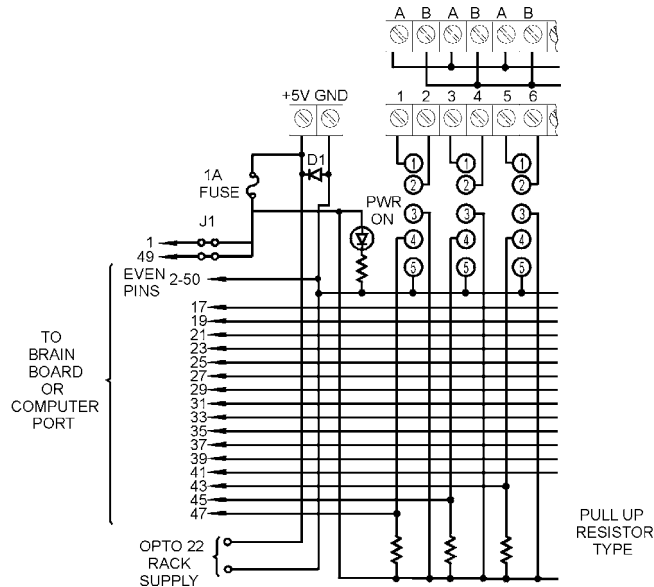 A B A B A B
+5V GND
1 2 3 4 5 6
D1
1A
FUSE
PWR
ON
1 1 1
2 2 2
3 3 3
4 4 4
5 5 5
J1
1
49
EVEN
PINS
2-50
17
19
21
23
25
27
29
31
33
35
37
39
41
43
45
47
TO
BRAIN
BOARD
OR
COMPUTER
PORT
OPTO 22
RACK
SUPPLY
PULL UP
RESISTOR
TYPE